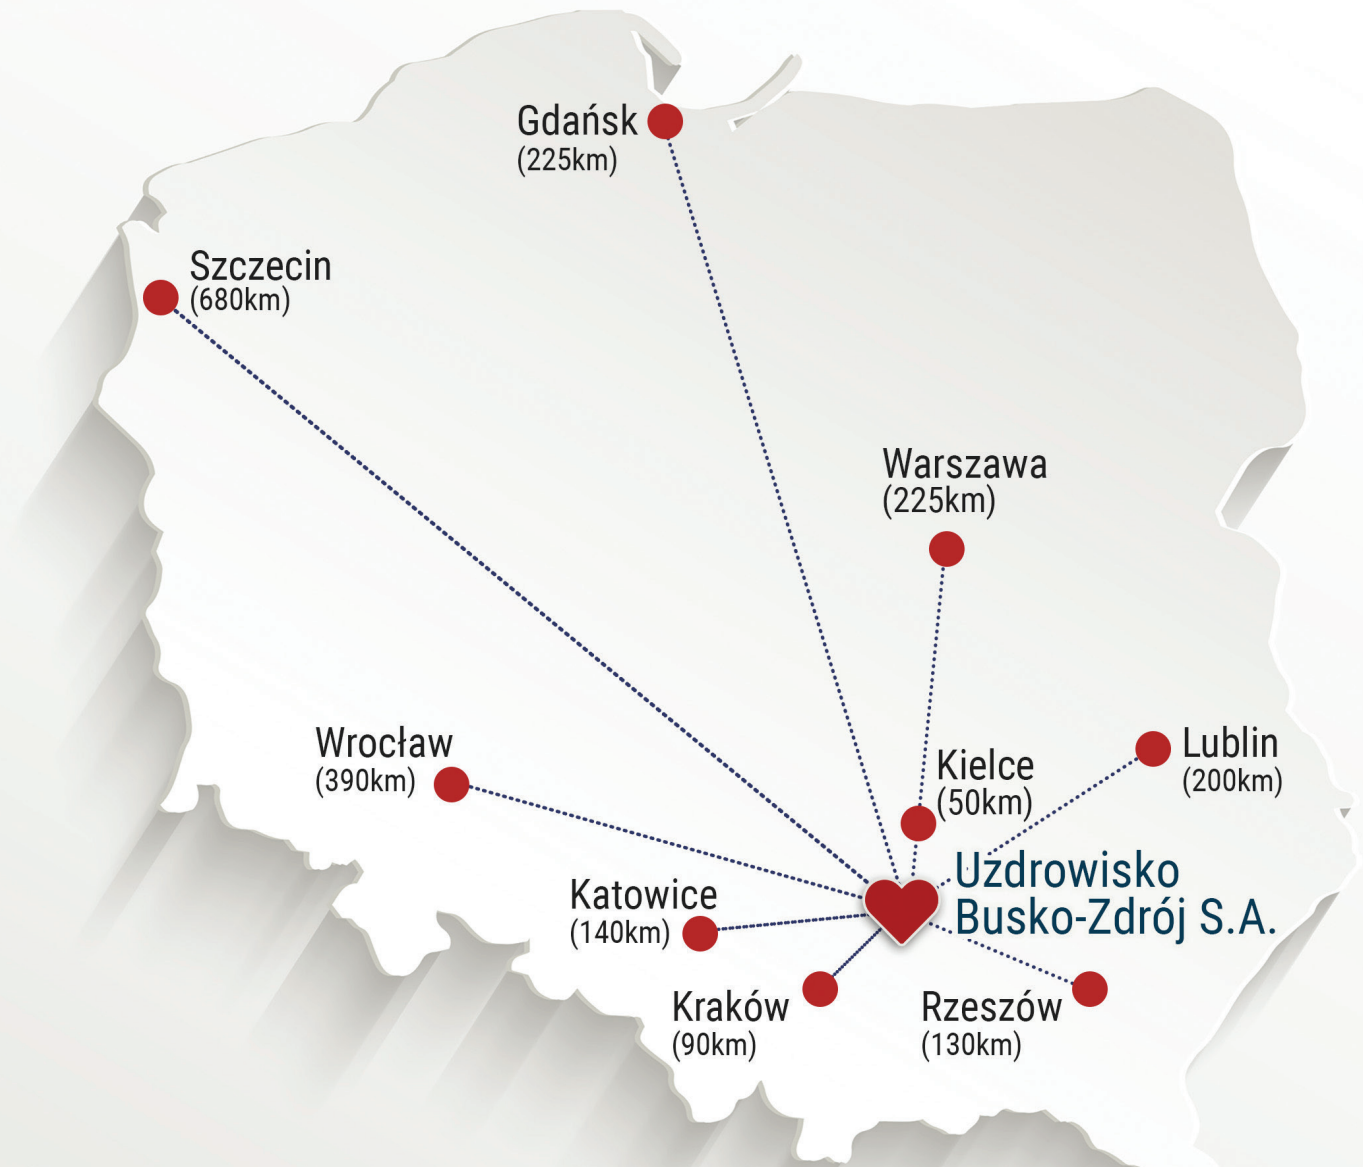 Gdańsk
(225km)
Szczecin
(680km)
Warszawa
(225km)
Wrocław
(390km)
Kielce
(50km)
Lublin
(200km)
Uzdrowisko
Busko-Zdrój S.A.
Katowice
(140km)
Kraków
(90km)
Rzeszów
(130km)